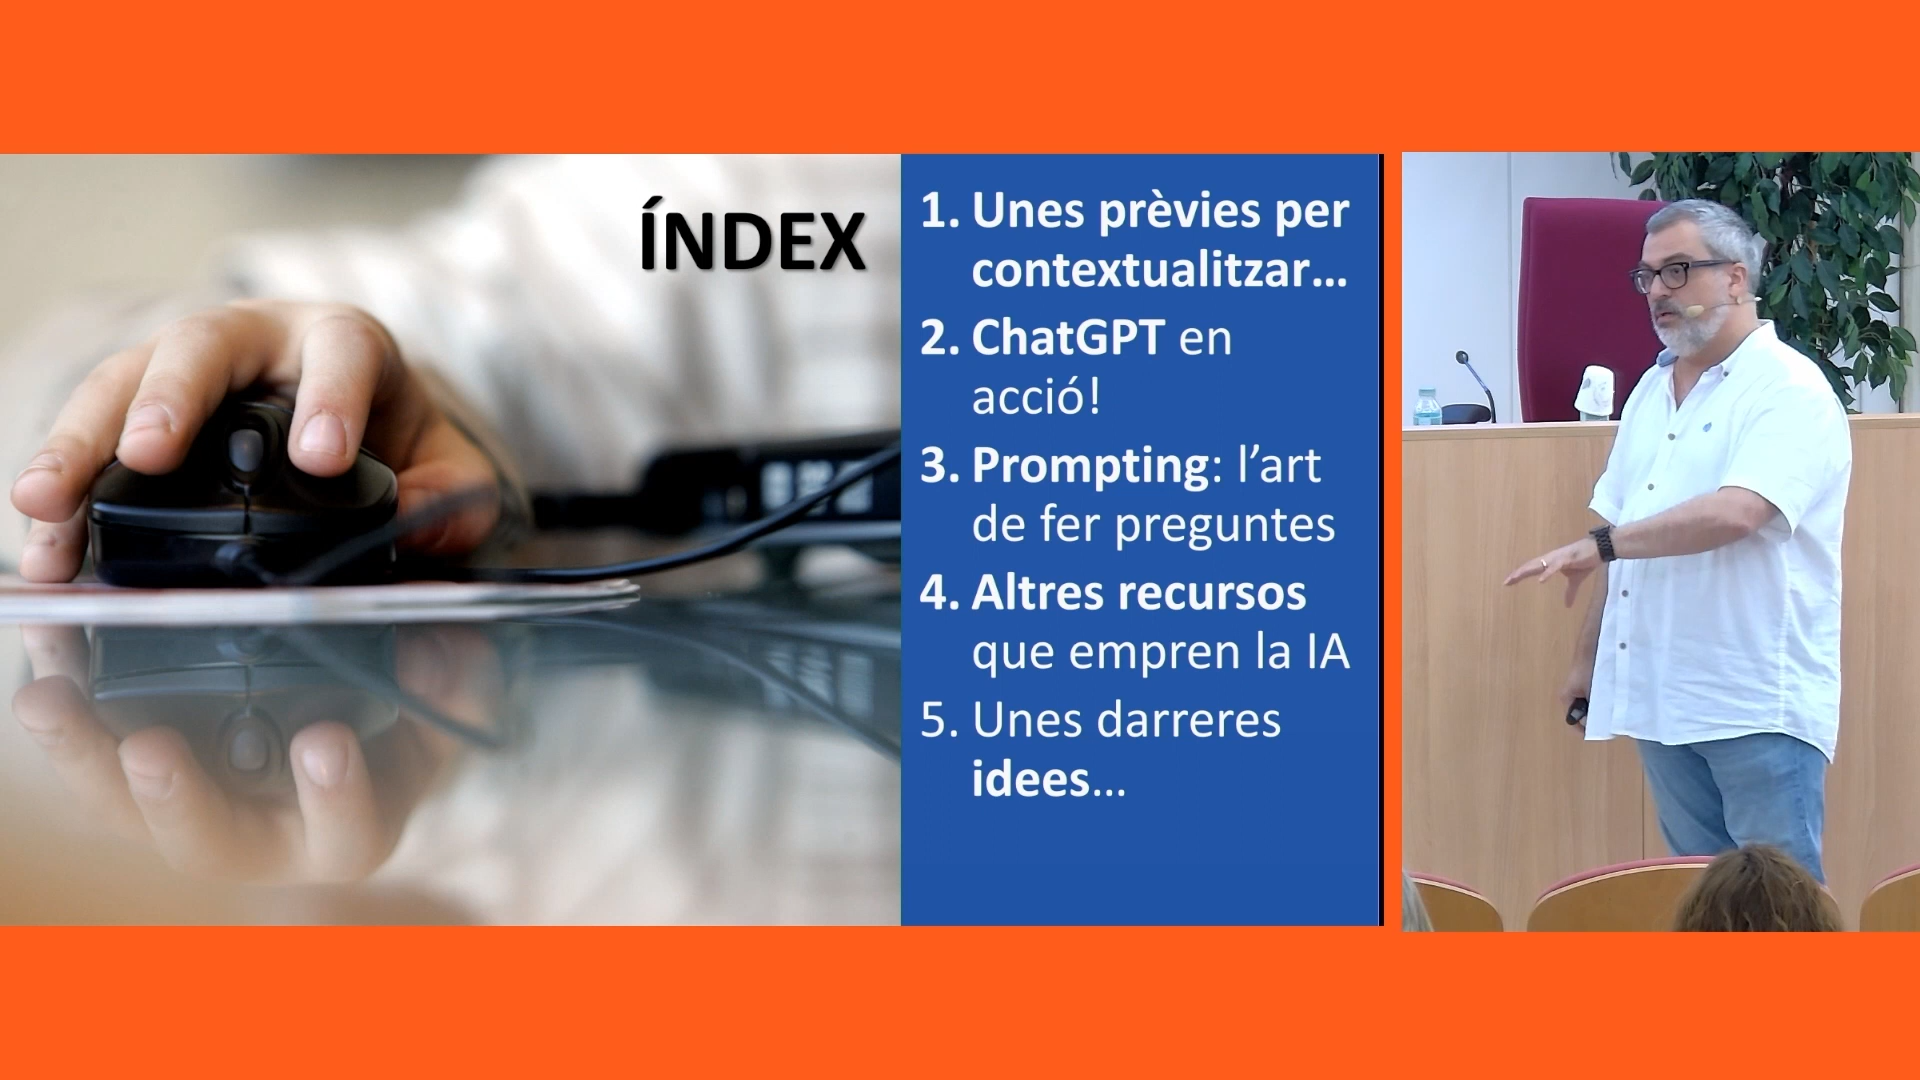 ÍNDEX
1. Unes prèvies per
contextualitzar...
2. ChatGPT en
acció!
3. Prompting: l’art
de fer preguntes
4. Altres recursos
que empren la IA
5. Unes darreres
idees...